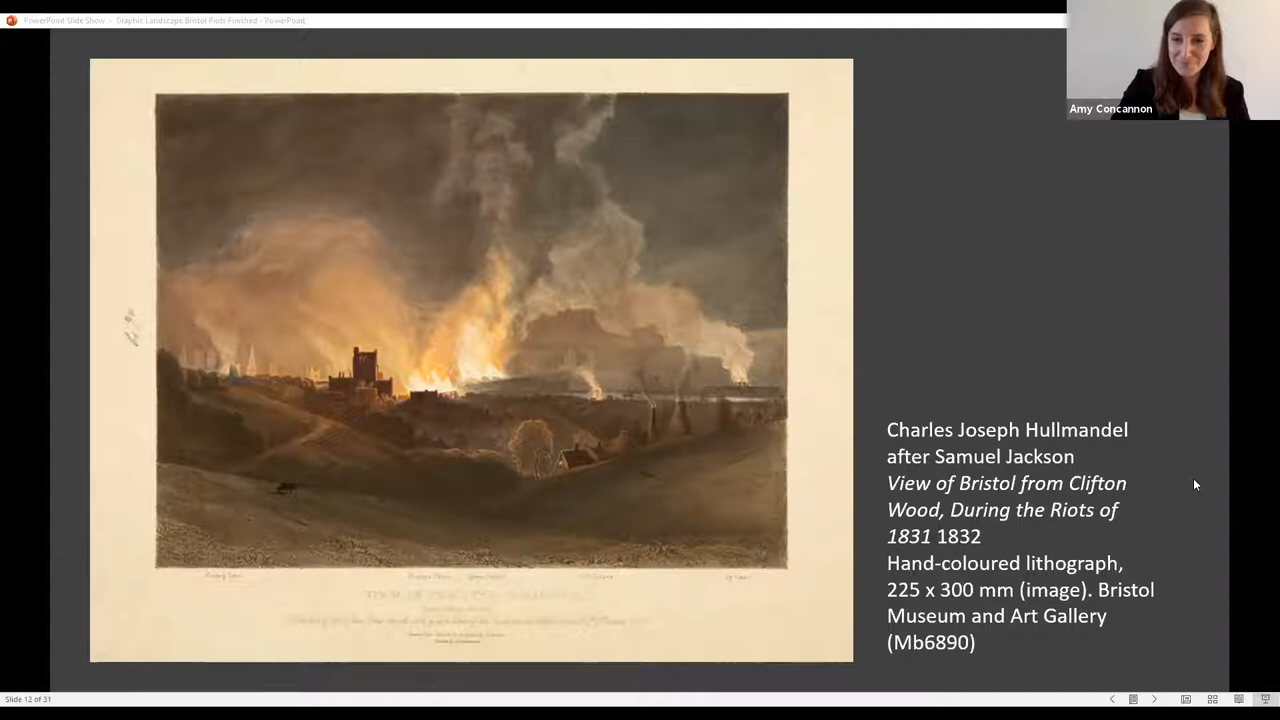 PowerPoint Slide Show - Graphic Landscape Bristol Riots Finished - PowerPoint
Amy Concannon
Charles Joseph Hullmandel
after Samuel Jackson
View of Bristol from Clifton
Wood, During the Riots of
1831 1832
Hand-coloured lithograph,
225 x 300 mm (image). Bristol
Museum and Art Gallery
(Mb6890)
Slide 12 of 31